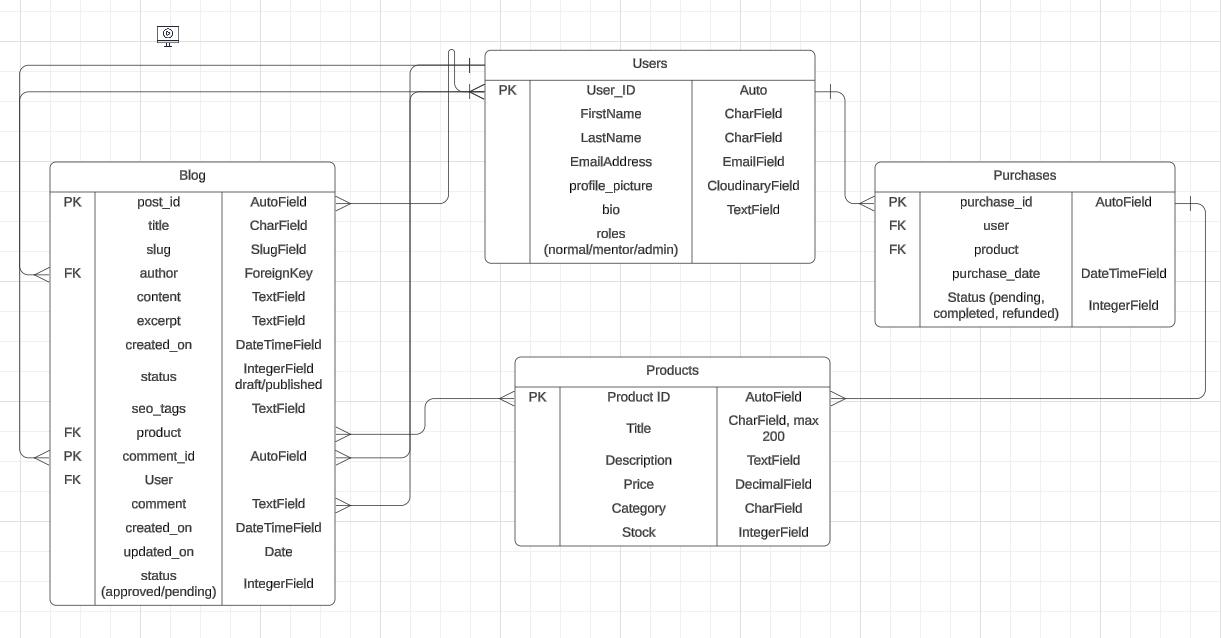 Users
PK User_ID Auto
FirstName CharField
LastName CharField
EmailAddress EmailField
profile_picture CloudinaryField
bio TextField
roles
(normal/mentor/admin)
Blog
PK post_id AutoField
title CharField
slug SlugField
FK author ForeignKey
content TextField
excerpt TextField
created_on DateTimeField
status IntegerField
draft/published
seo_tags TextField
FK product
PK comment_id AutoField
FK User
comment TextField
created_on DateTimeField
updated_on Date
status
(approved/pending) IntegerField
Purchases
PK purchase_id AutoField
FK user
FK product
purchase_date DateTimeField
Status (pending,
completed, refunded) IntegerField
Products
PK Product ID AutoField
Title CharField, max
200
Description TextField
Price DecimalField
Category CharField
Stock IntegerField